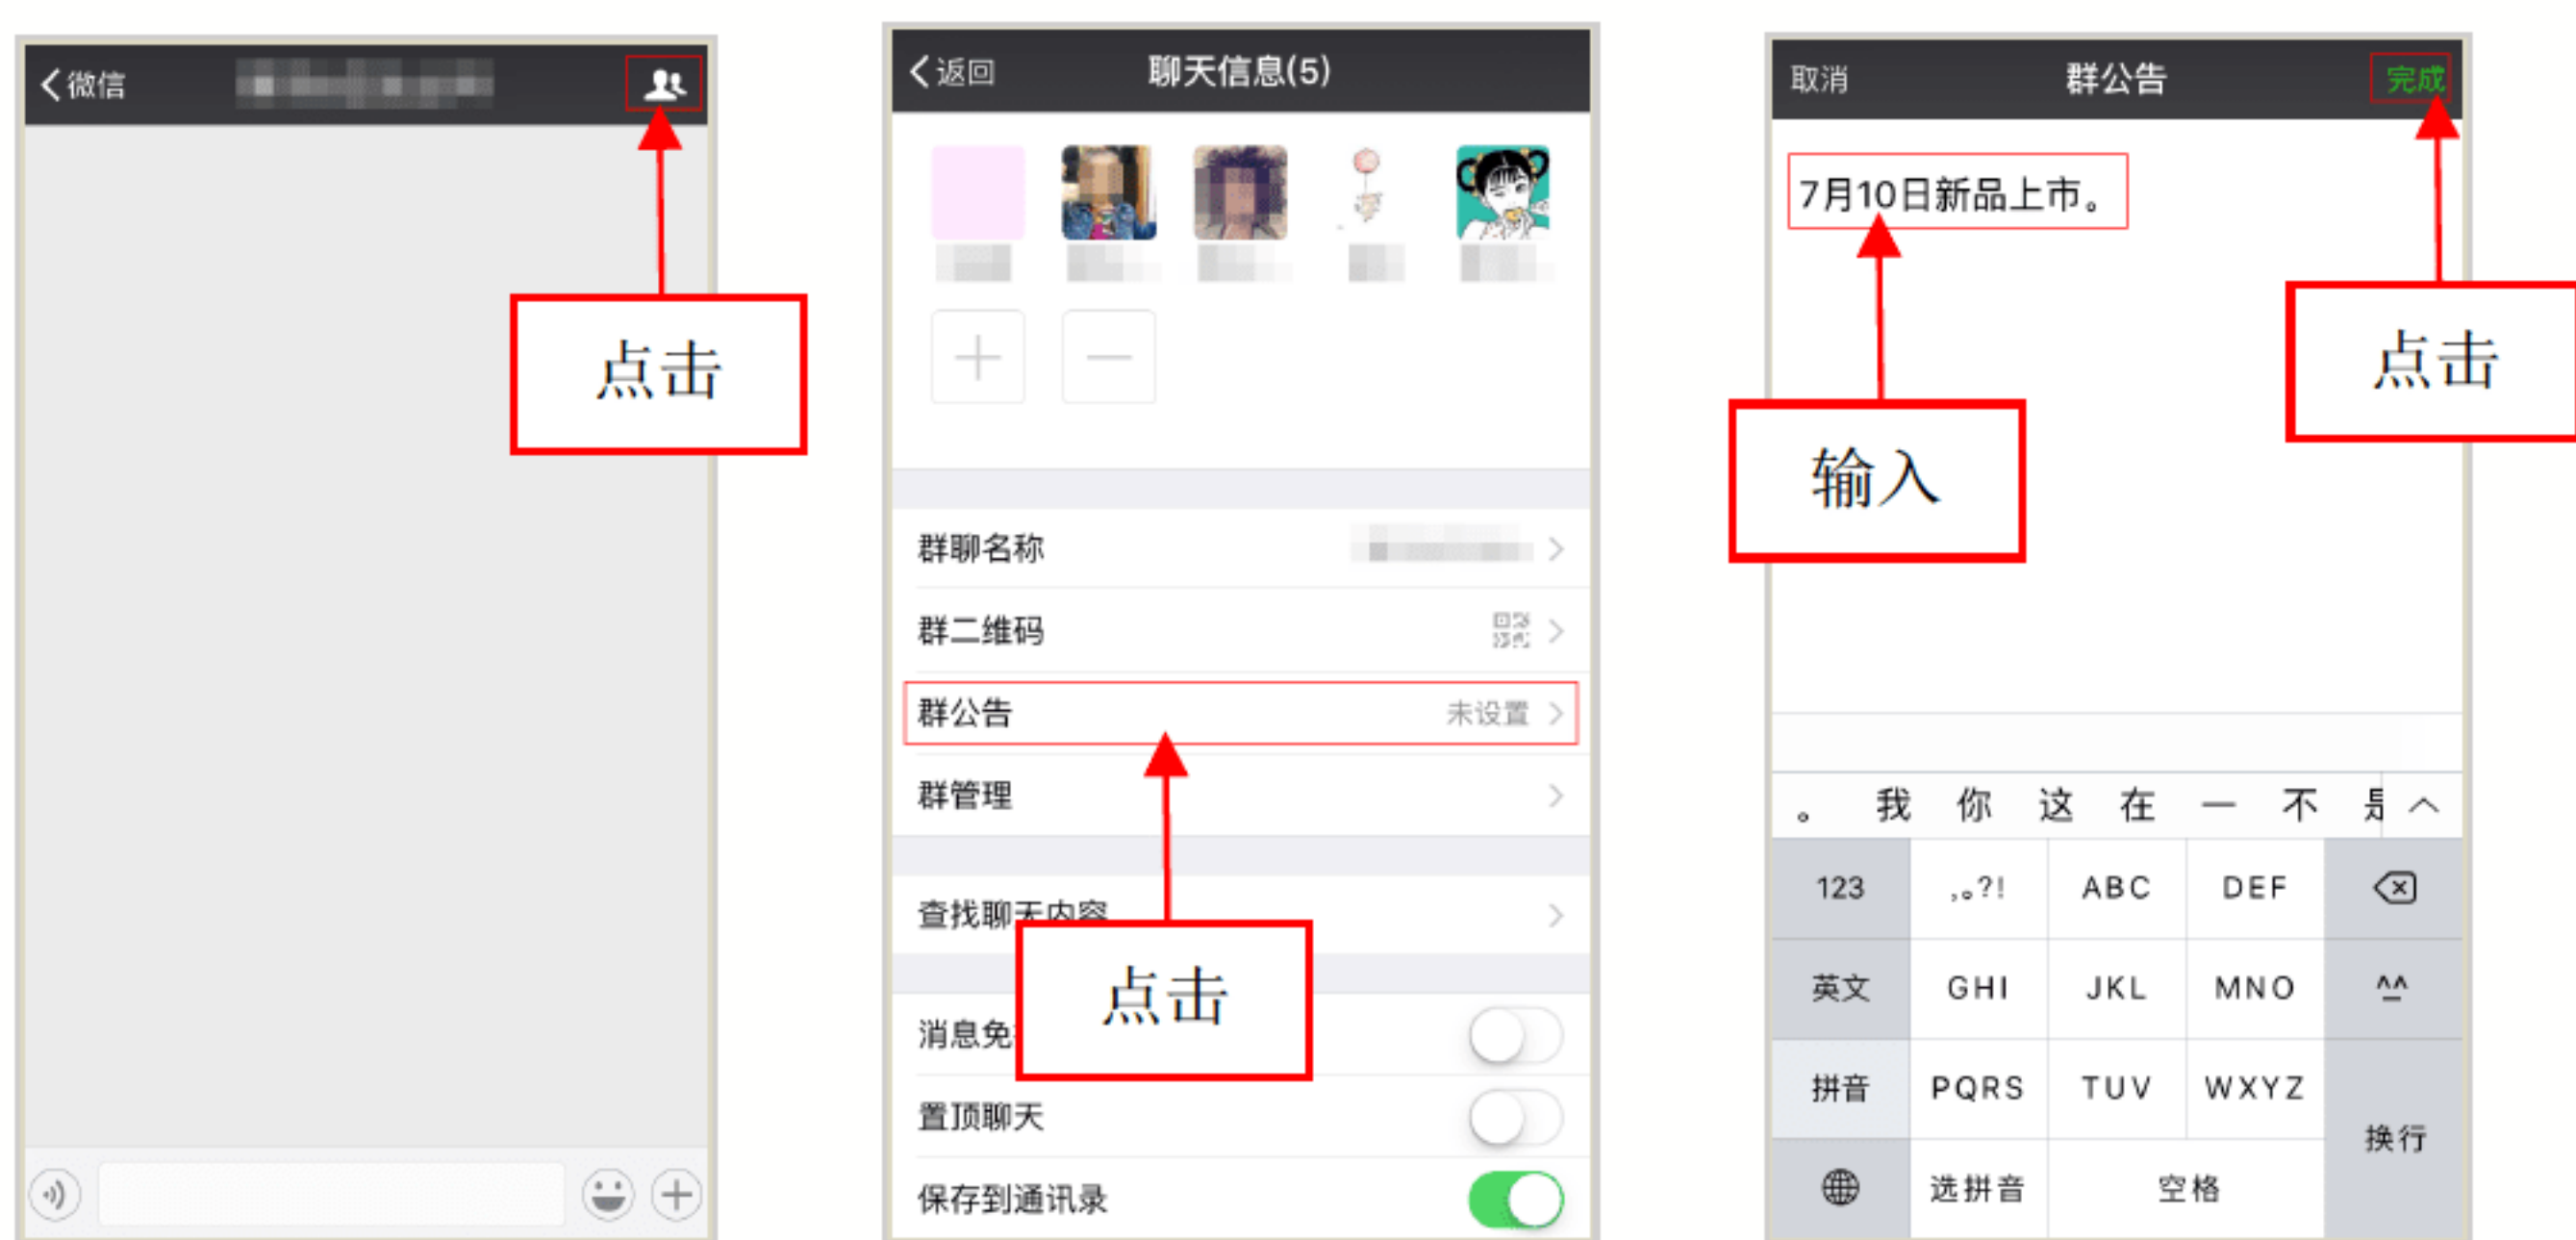 微信
点击
返回
聊天信息(5)
群聊名称
群二维码
群公告 未设置
群管理
查找聊天内容
点击
消息免
置顶聊天
保存到通讯录
取消 群公告 完成
7月10日新品上市。
点击
输入
。 我 你 这 在 一 不 是
123 ,。?! ABC DEF
英文 GHI JKL MNO ^^
拼音 PQRS TUV WXYZ
换行
选拼音 空格